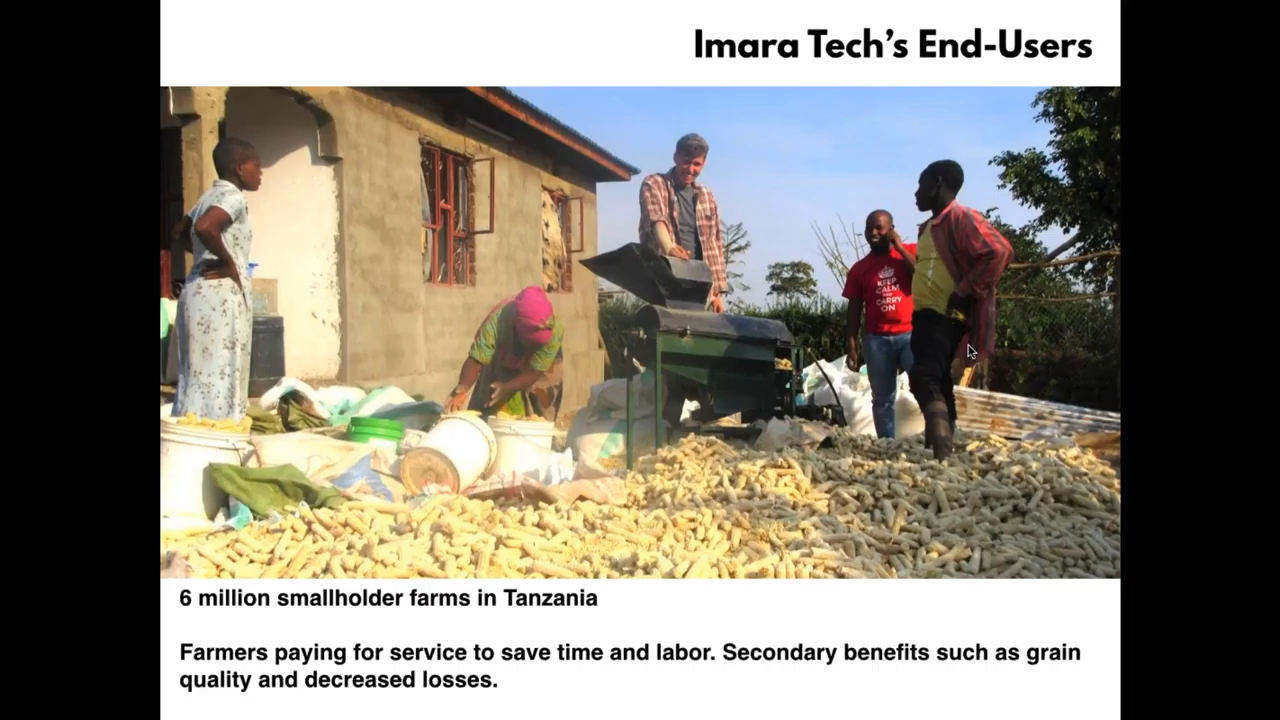 Imara Tech’s End-Users
KEEP
CALM
CARRY
ON
6 million smallholder farms in Tanzania
Farmers paying for service to save time and labor. Secondary benefits such as grain
quality and decreased losses.